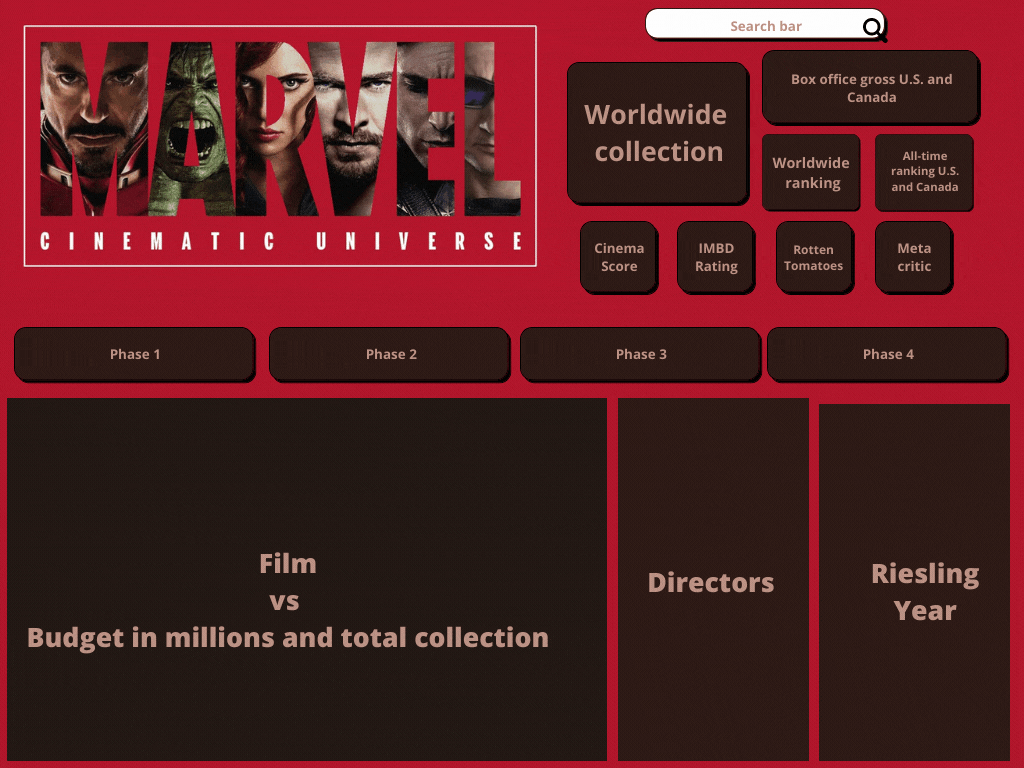 MARVEL
CINEMATIC UNIVERSE
Search bar
Worldwide
collection
Box office gross U.S. and
Canada
Worldwide
ranking
All-time
ranking U.S.
and Canada
Cinema
Score
IMBD
Rating
Rotten
Tomatoes
Meta
critic
Phase 1
Phase 2
Phase 3
Phase 4
Film
vs
Budget in millions and total collection
Directors
Riesling
Year